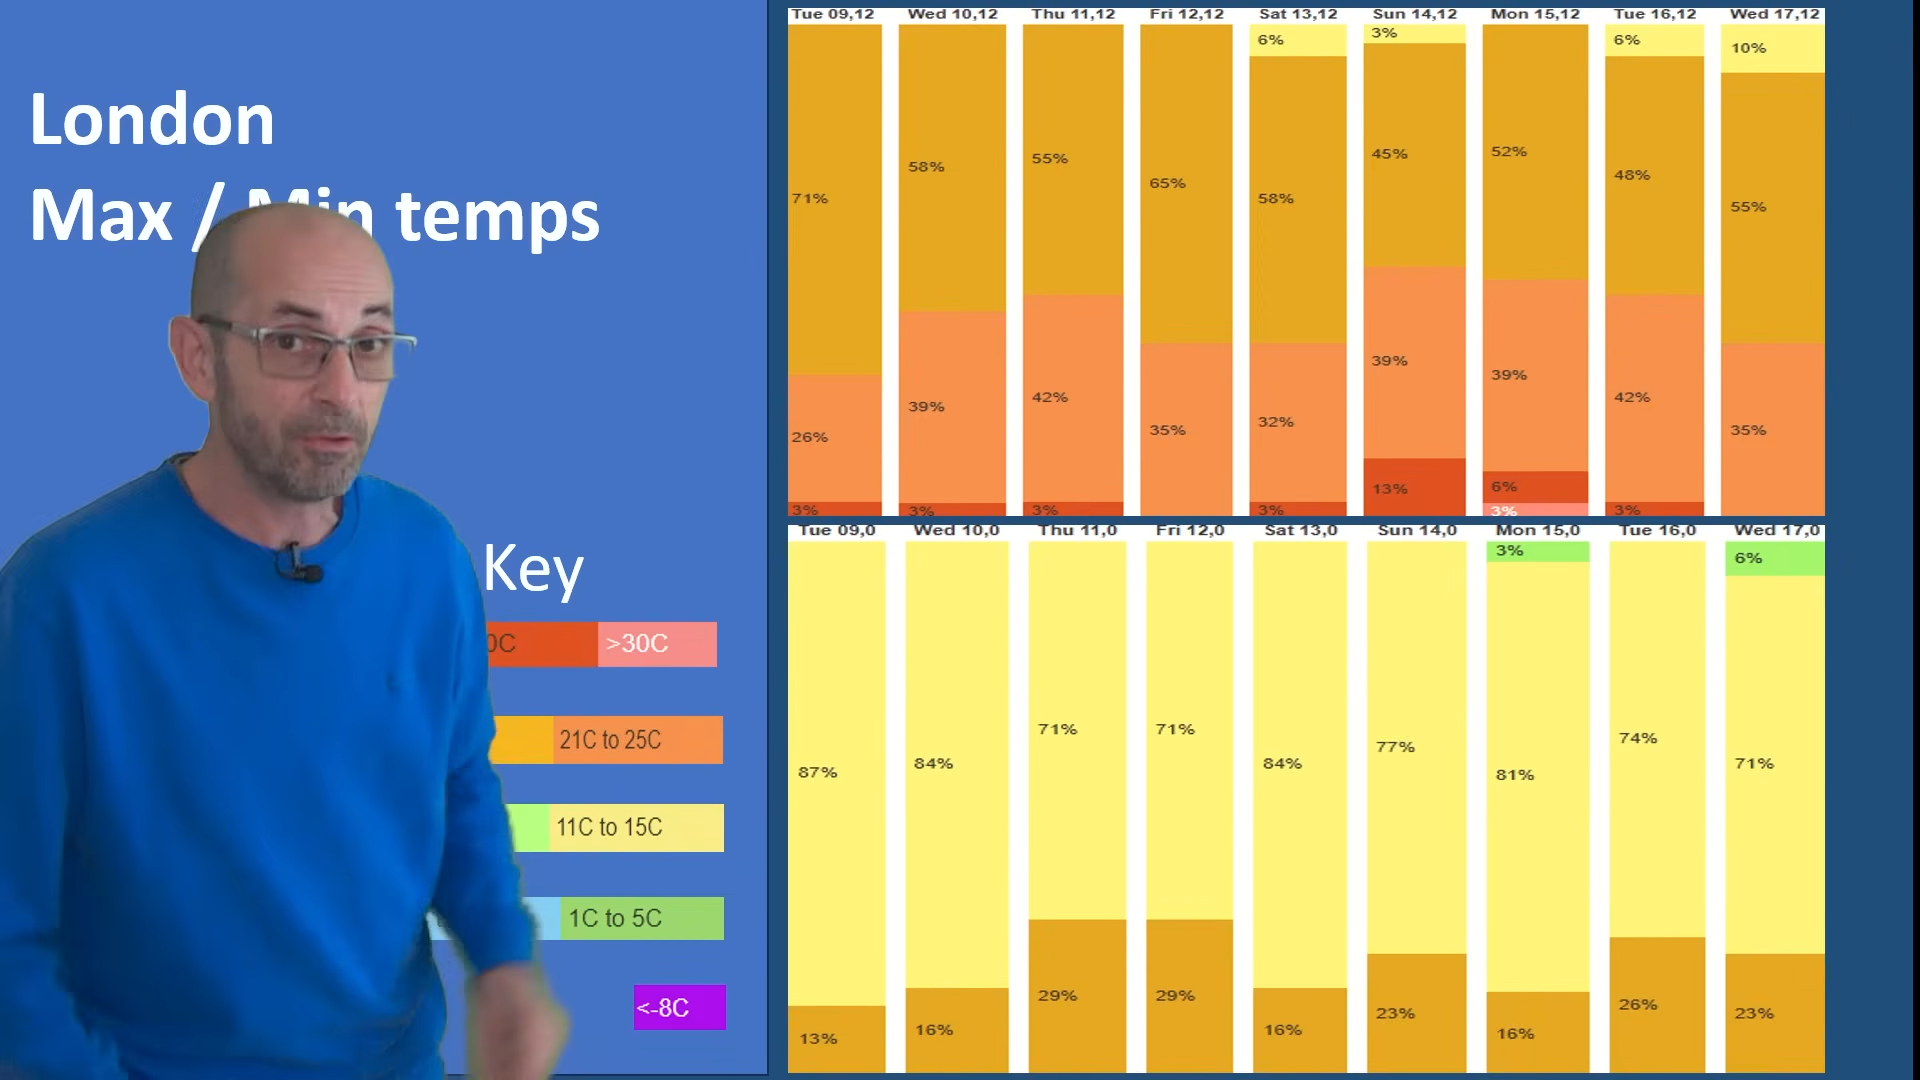 London
Max / Min temps
Key
0C >30C
21C to 25C
11C to 15C
1C to 5C
<-8C
Tue 09,12 Wed 10,12 Thu 11,12 Fri 12,12 Sat 13,12 Sun 14,12 Mon 15,12 Tue 16,12 Wed 17,12
6% 3% 6% 10%
71% 58% 55% 65% 58% 45% 52% 48% 55%
26% 39% 42% 35% 32% 39% 39% 42% 35%
3% 3% 3% 3% 13% 6% 3%
3%
Tue 09,0 Wed 10,0 Thu 11,0 Fri 12,0 Sat 13,0 Sun 14,0 Mon 15,0 Tue 16,0 Wed 17,0
3% 6%
87% 84% 71% 71% 84% 77% 81% 74% 71%
13% 16% 29% 29% 16% 23% 16% 26% 23%